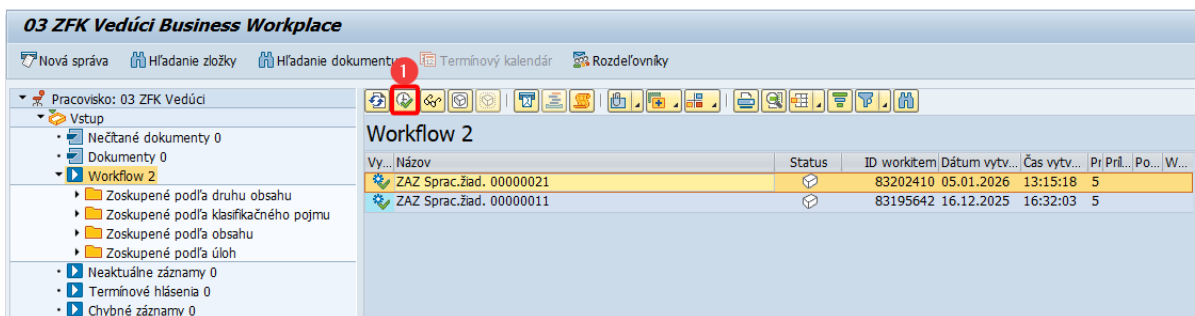 03 ZFK Vedúci Business Workplace
Nová správa Hľadanie zložky Hľadanie dokumentu Termínový kalendár Rozdeľovníky
1
Pracovisko: 03 ZFK Vedúci
Vstup
Nečítané dokumenty 0
Dokumenty 0
Workflow 2
Zoskupené podľa druhu obsahu
Zoskupené podľa klasifikačného pojmu
Zoskupené podľa obsahu
Zoskupené podľa úloh
Neaktuálne záznamy 0
Termínové hlásenia 0
Chybné záznamy 0
Workflow 2
Vy... Názov Status ID workitem Dátum vytv... Čas vytv... Pr Príl... Po... W...
ZAZ Sprac.žiad. 00000021 83202410 05.01.2026 13:15:18 5
ZAZ Sprac.žiad. 00000011 83195642 16.12.2025 16:32:03 5